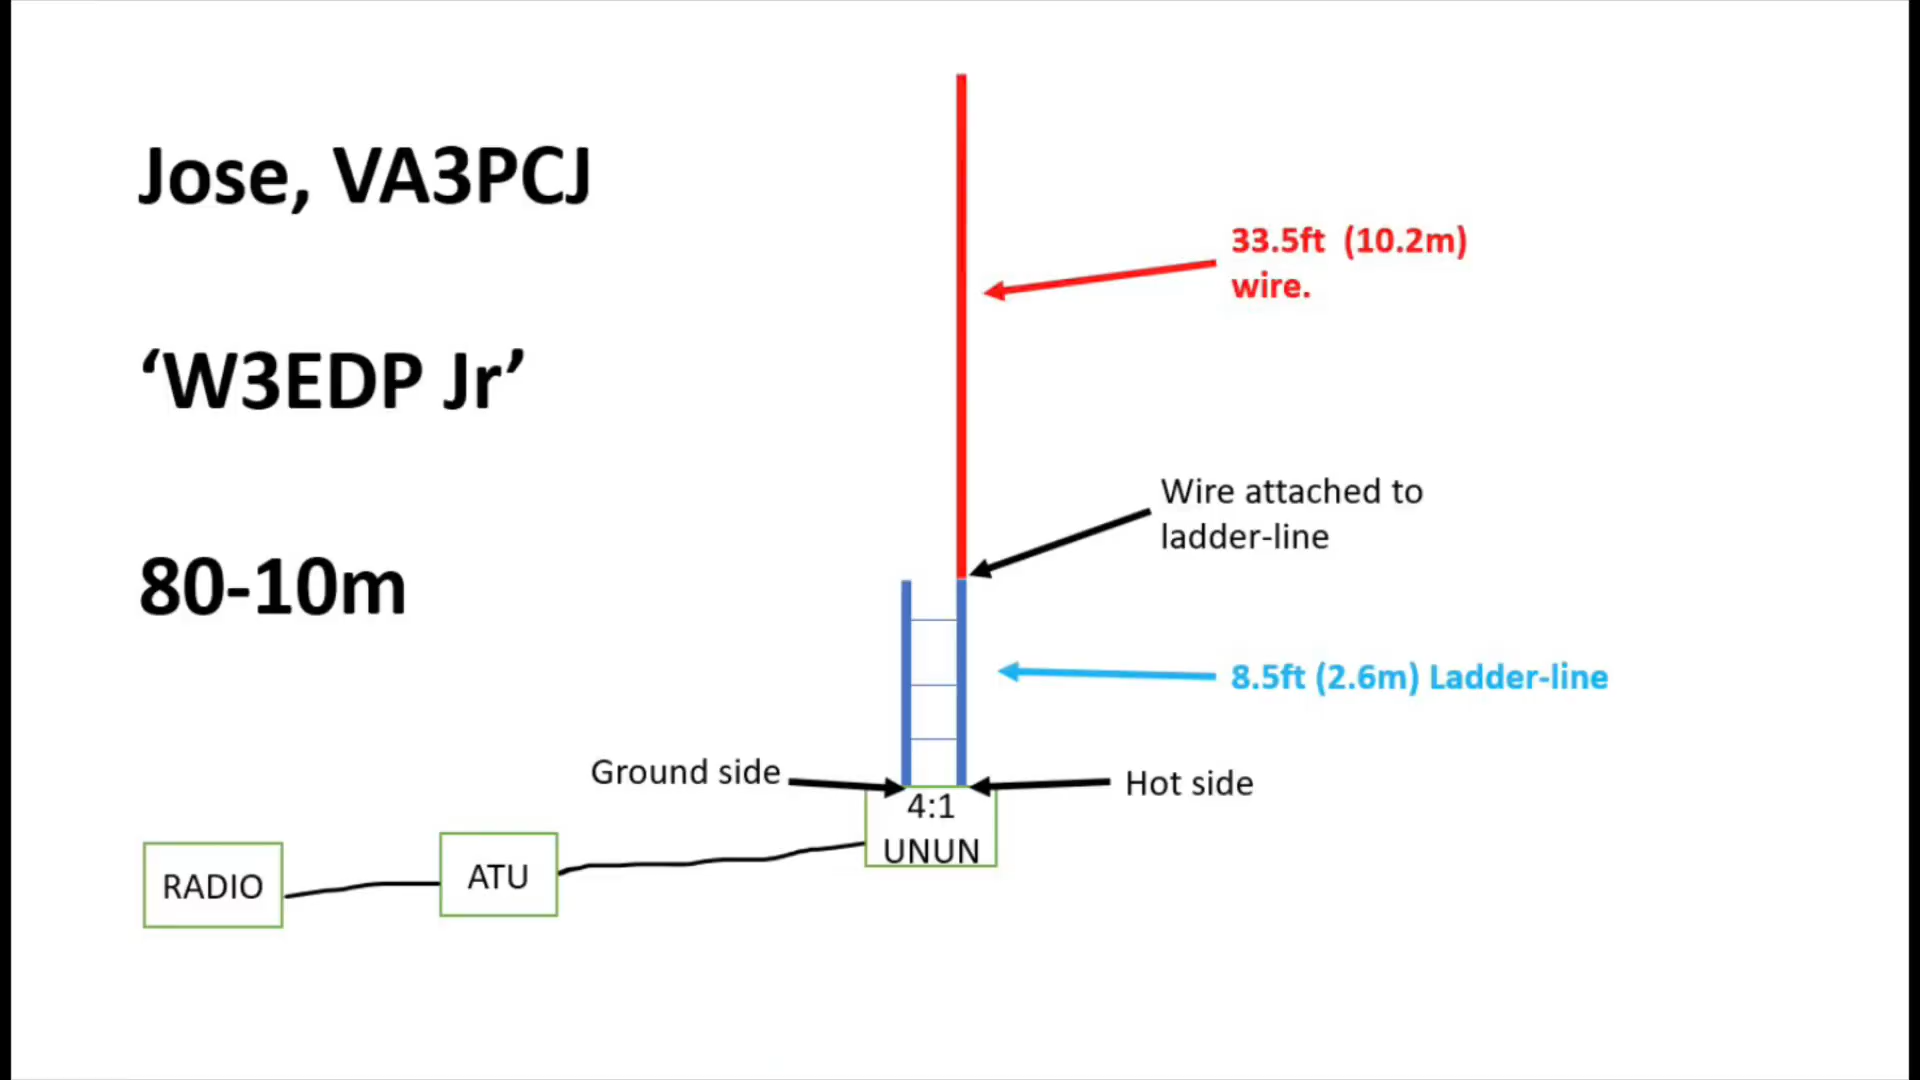 Jose, VA3PCJ
‘W3EDP Jr’
80-10m
33.5ft (10.2m)
wire.
Wire attached to
ladder-line
8.5ft (2.6m) Ladder-line
Ground side
Hot side
4:1
UNUN
ATU
RADIO